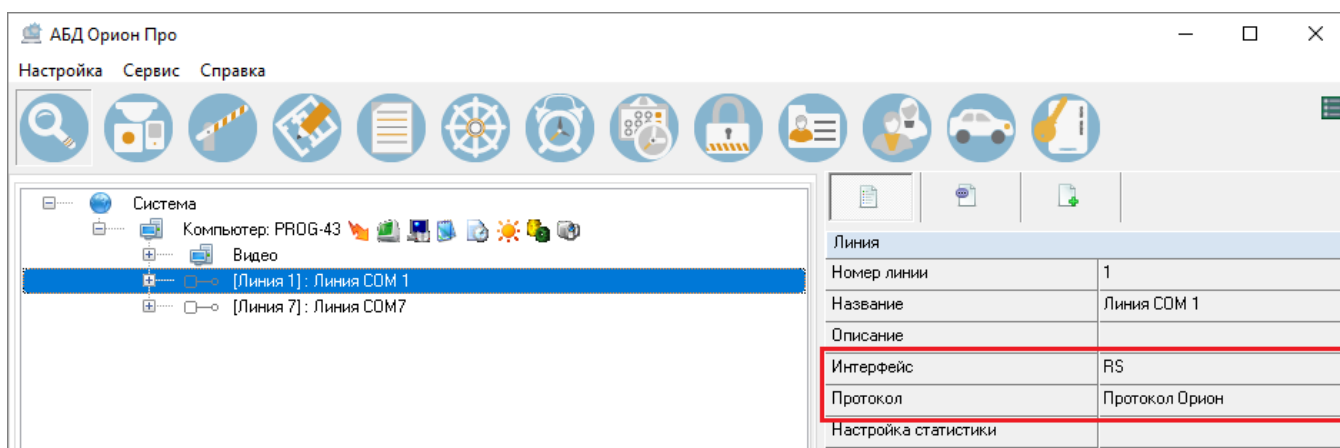 АБД Орион Про
Настройка Сервис Справка
Система
Компьютер: PROG-43
Видео
[Линия 1] : Линия COM 1
[Линия 7] : Линия COM7
Линия
Номер линии 1
Название Линия COM 1
Описание
Интерфейс RS
Протокол Протокол Орион
Настройка статистики